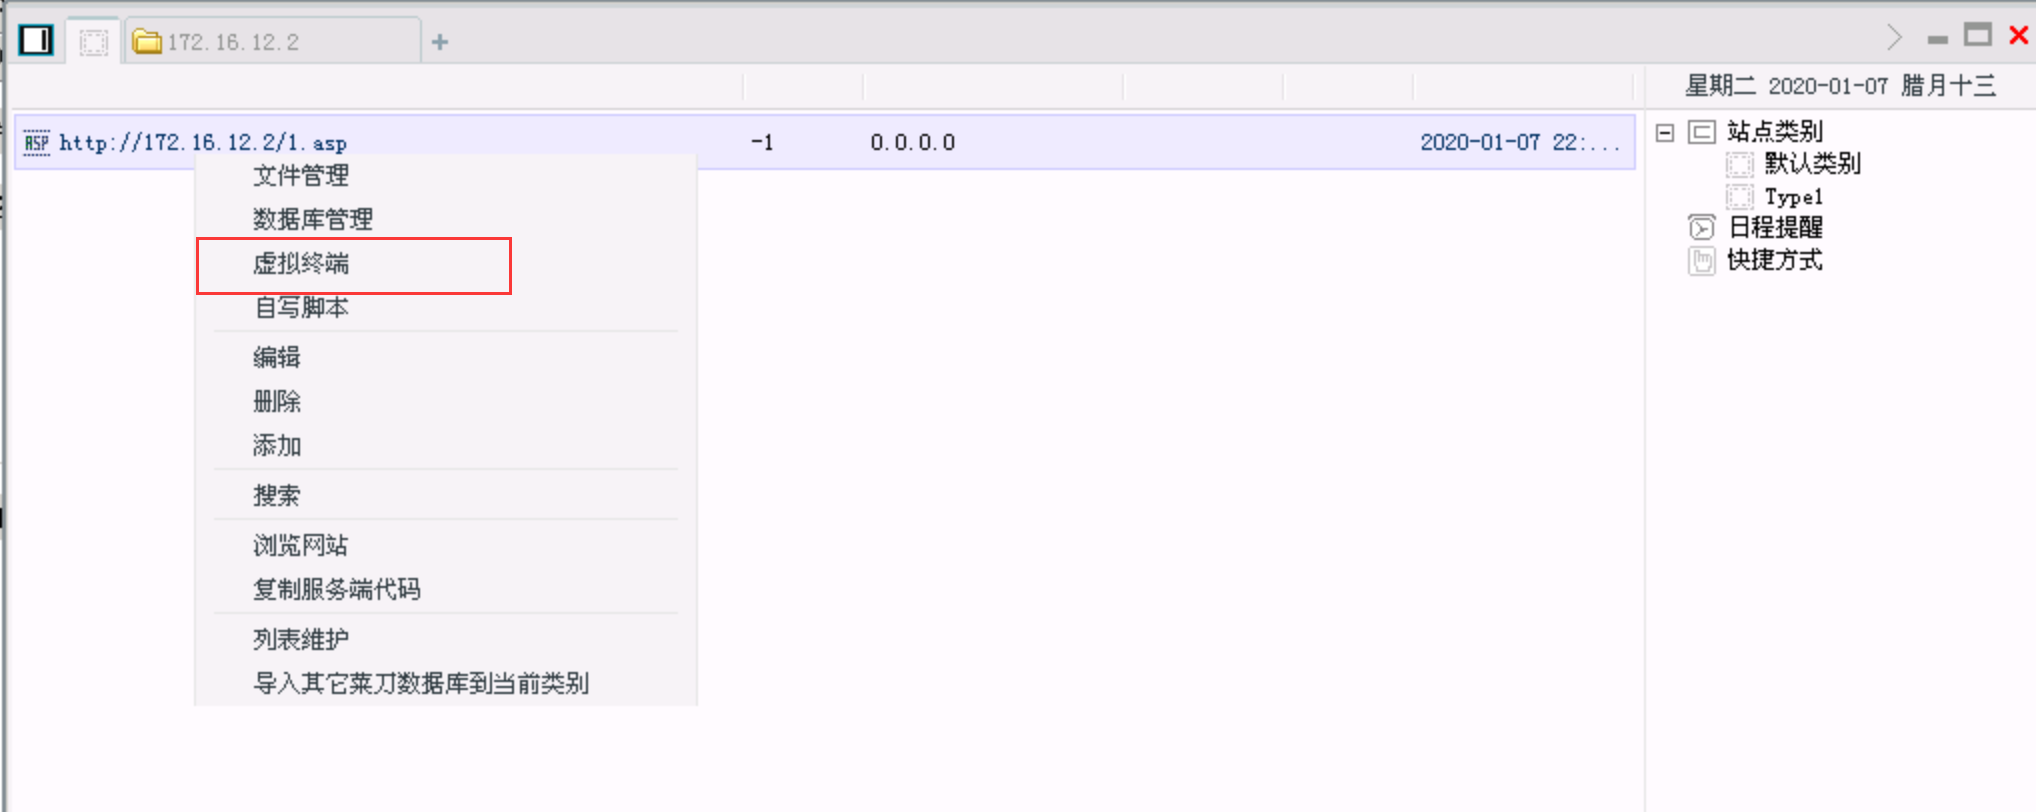 172.16.12.2
星期二 2020-01-07 腊月十三
ASP http://172.16.12.2/1.asp -1 0.0.0.0 2020-01-07 22:...
文件管理
数据库管理
虚拟终端
自写脚本
编辑
删除
添加
搜索
浏览网站
复制服务端代码
列表维护
导入其它菜刀数据库到当前类别
站点类别
默认类别
Type1
日程提醒
快捷方式